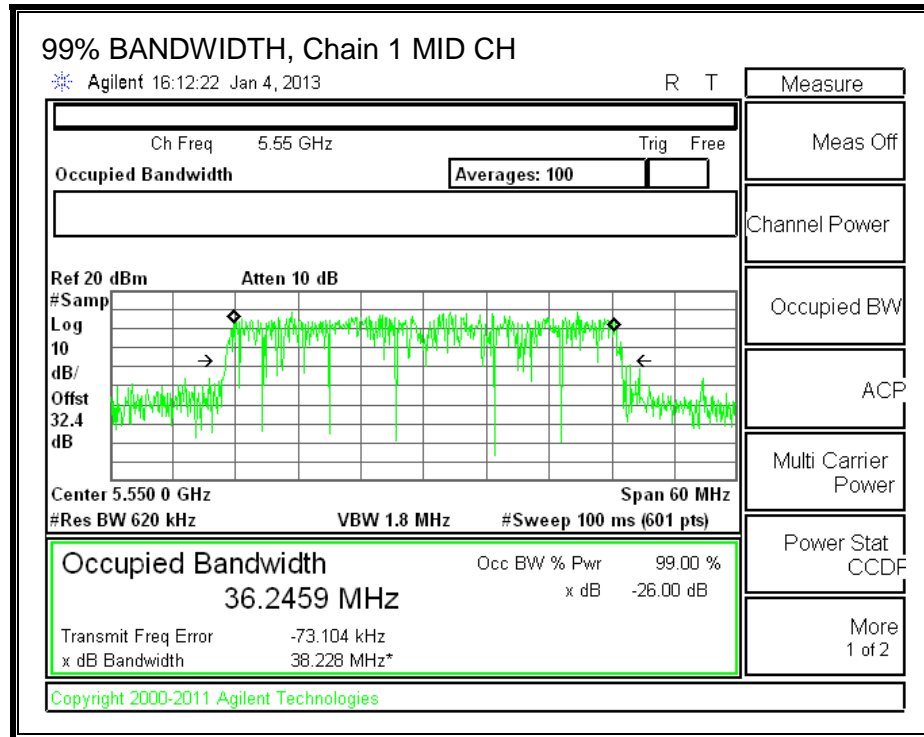 99% BANDWIDTH, Chain 1 MID CH
Agilent 16:12:22 Jan 4, 2013 R T
Measure
Ch Freq 5.55 GHz Trig Free
Meas Off
Occupied Bandwidth Averages: 100
Channel Power
Ref 20 dBm Atten 10 dB
#Samp
Log
10
dB/
Offst
32.4
dB
Occupied BW
ACP
Multi Carrier
Power
Center 5.550 0 GHz Span 60 MHz
#Res BW 620 kHz VBW 1.8 MHz #Sweep 100 ms (601 pts)
Power Stat
CCDF
Occupied Bandwidth Occ BW % Pwr 99.00 %
36.2459 MHz x dB -26.00 dB
Transmit Freq Error -73.104 kHz
x dB Bandwidth 38.228 MHz*
More
1 of 2
Copyright 2000-2011 Agilent Technologies